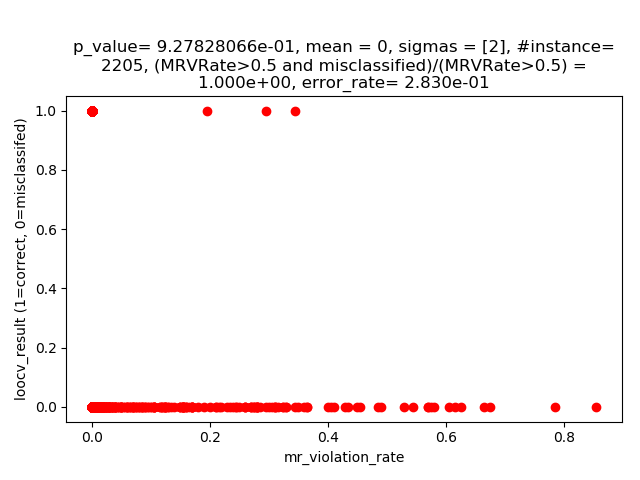 p_value= 9.27828066e-01, mean = 0, sigmas = [2], #instance=
2205, (MRVRate>0.5 and misclassified)/(MRVRate>0.5) =
1.000e+00, error_rate= 2.830e-01
loocv_result (1=correct, 0=misclassifed)
1.0
0.8
0.6
0.4
0.2
0.0
0.0 0.2 0.4 0.6 0.8
mr_violation_rate